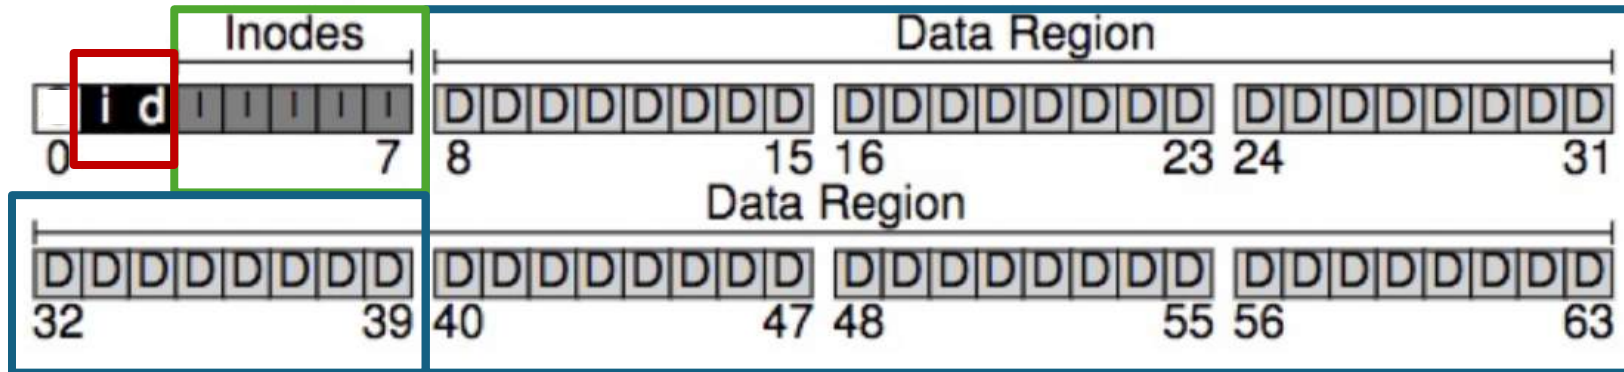 Inodes Data Region
i d I I I I I D D D D D D D D D D D D D D D D D D D D D D D D
0 7 8 15 16 23 24 31
Data Region
D D D D D D D D D D D D D D D D D D D D D D D D D D D D D D D D
32 39 40 47 48 55 56 63